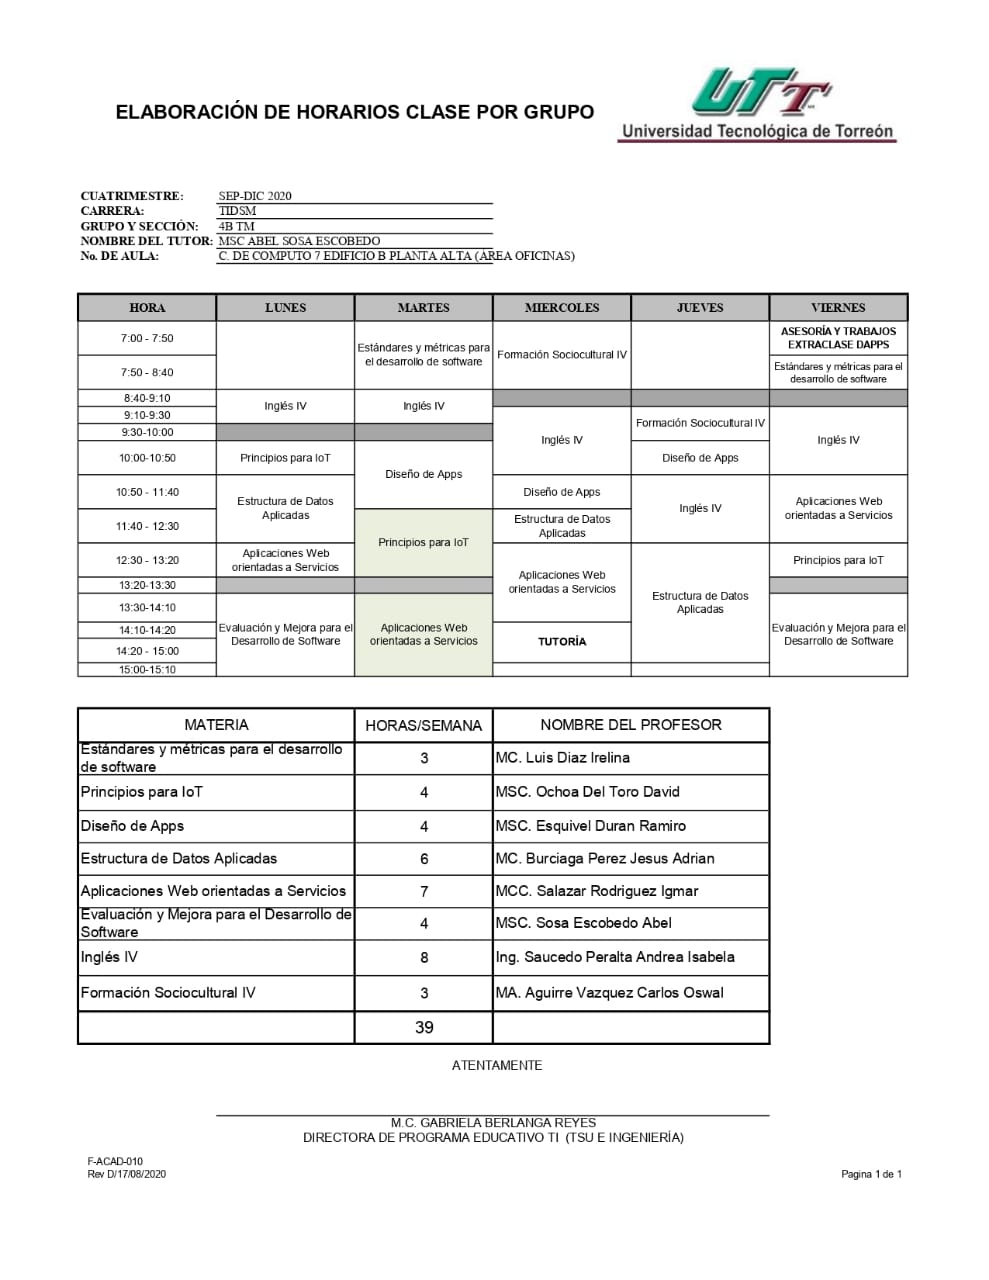 ELABORACIÓN DE HORARIOS CLASE POR GRUPO
UTT
Universidad Tecnológica de Torreón
CUATRIMESTRE: SEP-DIC 2020
CARRERA: TIDSM
GRUPO Y SECCIÓN: 4B TM
NOMBRE DEL TUTOR: MSC ABEL SOSA ESCOBEDO
No. DE AULA: C. DE COMPUTO 7 EDIFICIO B PLANTA ALTA (AREA OFICINAS)
HORA LUNES MARTES MIERCOLES JUEVES VIERNES
7:00 - 7:50
Estándares y métricas para
el desarrollo de software
Formación Sociocultural IV
ASESORÍA Y TRABAJOS
EXTRACLASE DAPPS
7:50 - 8:40
Estándares y métricas para el
desarrollo de software
8:40-9:10
Inglés IV
Inglés IV
9:10-9:30
Inglés IV
Formación Sociocultural IV
Inglés IV
9:30-10:00
10:00-10:50
Principios para IoT
Diseño de Apps
Diseño de Apps
10:50 - 11:40
Estructura de Datos
Aplicadas
Diseño de Apps
Inglés IV
Aplicaciones Web
orientadas a Servicios
11:40 - 12:30
Principios para IoT
Estructura de Datos
Aplicadas
12:30 - 13:20
Aplicaciones Web
orientadas a Servicios
Aplicaciones Web
orientadas a Servicios
Estructura de Datos
Aplicadas
Principios para IoT
13:20-13:30
13:30-14:10
Evaluación y Mejora para el
Desarrollo de Software
Aplicaciones Web
orientadas a Servicios
Evaluación y Mejora para el
Desarrollo de Software
14:10-14:20
TUTORÍA
14:20 - 15:00
15:00-15:10
MATERIA HORAS/SEMANA NOMBRE DEL PROFESOR
Estándares y métricas para el desarrollo
de software
3 MC. Luis Diaz Irelina
Principios para IoT 4 MSC. Ochoa Del Toro David
Diseño de Apps 4 MSC. Esquivel Duran Ramiro
Estructura de Datos Aplicadas 6 MC. Burciaga Perez Jesus Adrian
Aplicaciones Web orientadas a Servicios 7 MCC. Salazar Rodriguez Igmar
Evaluación y Mejora para el Desarrollo de
Software
4 MSC. Sosa Escobedo Abel
Inglés IV 8 Ing. Saucedo Peralta Andrea Isabela
Formación Sociocultural IV 3 MA. Aguirre Vazquez Carlos Oswal
39
ATENTAMENTE
M.C. GABRIELA BERLANGA REYES
DIRECTORA DE PROGRAMA EDUCATIVO TI (TSU E INGENIERÍA)
F-ACAD-010
Rev D/17/08/2020
Pagina 1 de 1